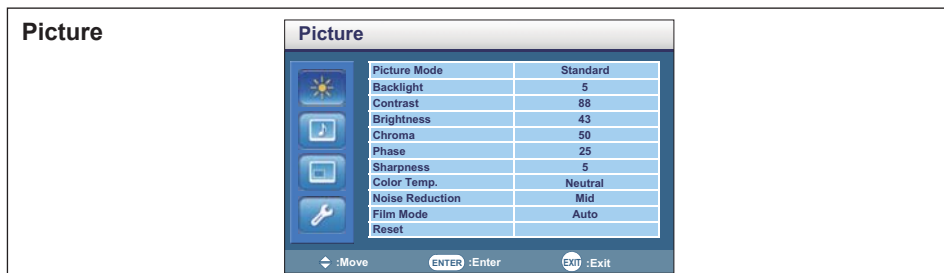 Picture
Picture
Picture Mode Standard
Backlight 5
Contrast 88
Brightness 43
Chroma 50
Phase 25
Sharpness 5
Color Temp. Neutral
Noise Reduction Mid
Film Mode Auto
Reset
:Move ENTER :Enter EXIT :Exit